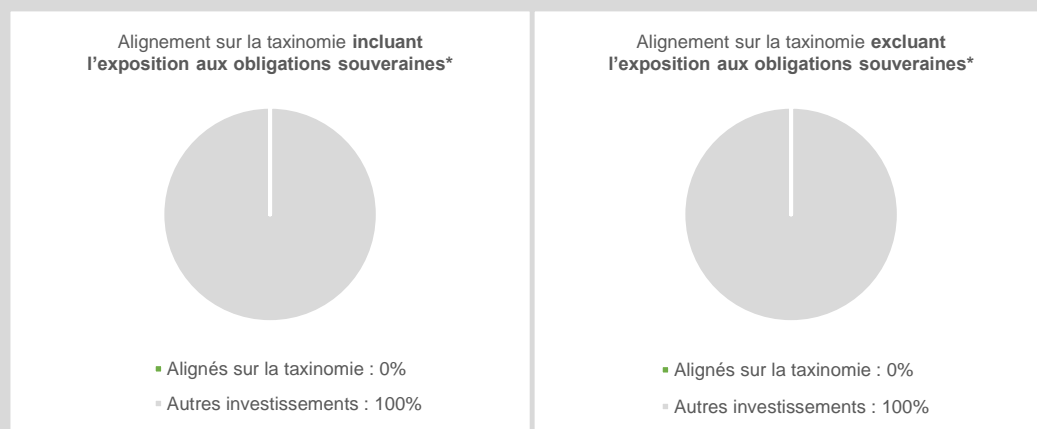 Alignement sur la taxinomie incluant
l'exposition aux obligations souveraines*
Alignés sur la taxinomie : 0%
Autres investissements : 100%
Alignement sur la taxinomie excluant
l'exposition aux obligations souveraines*
Alignés sur la taxinomie : 0%
Autres investissements : 100%